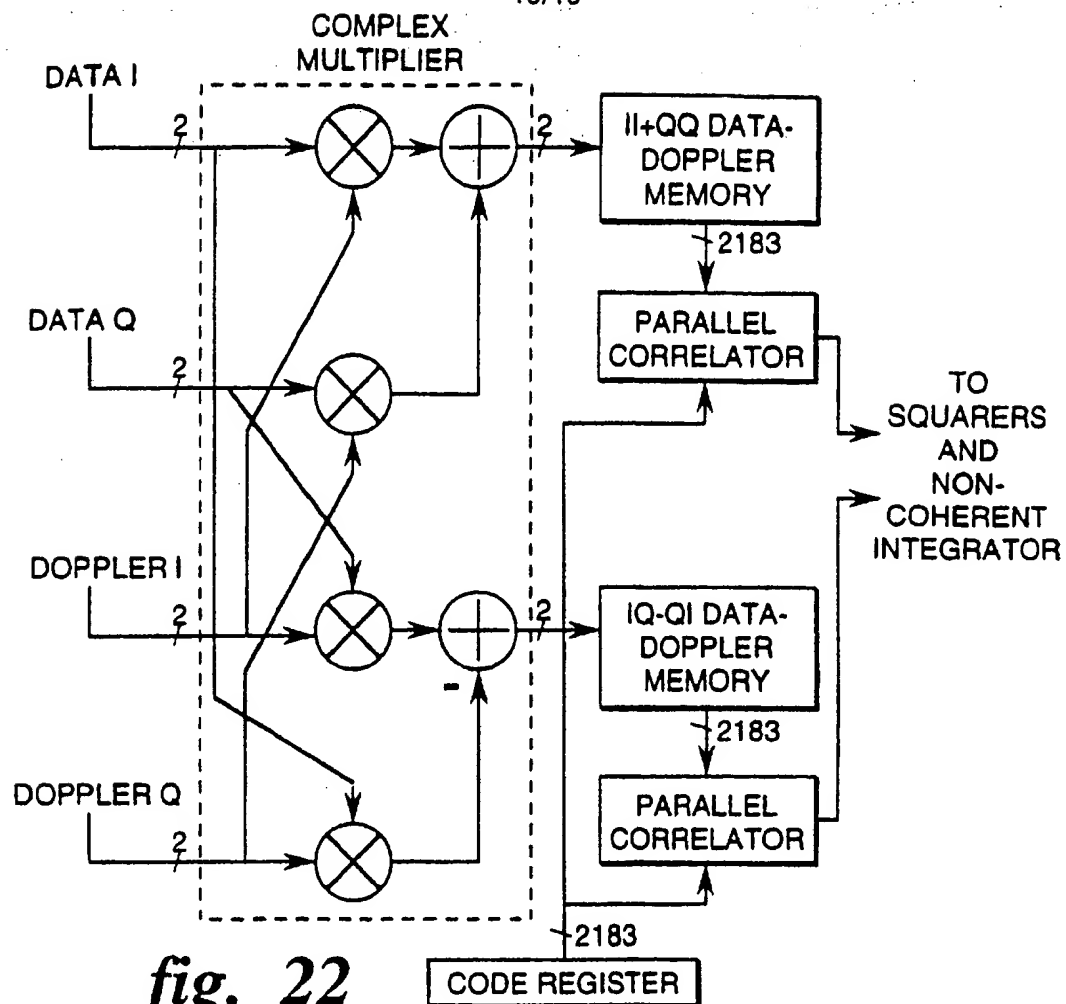 COMPLEX
MULTIPLIER
DATA I
2
2
II+QQ DATA-
DOPPLER
MEMORY
2183
DATA Q
2
PARALLEL
CORRELATOR
TO
SQUARERS
AND
NON-
COHERENT
INTEGRATOR
DOPPLER I
2
2
IQ-QI DATA-
DOPPLER
MEMORY
-
2183
DOPPLER Q
2
PARALLEL
CORRELATOR
2183
fig. 22
CODE REGISTER